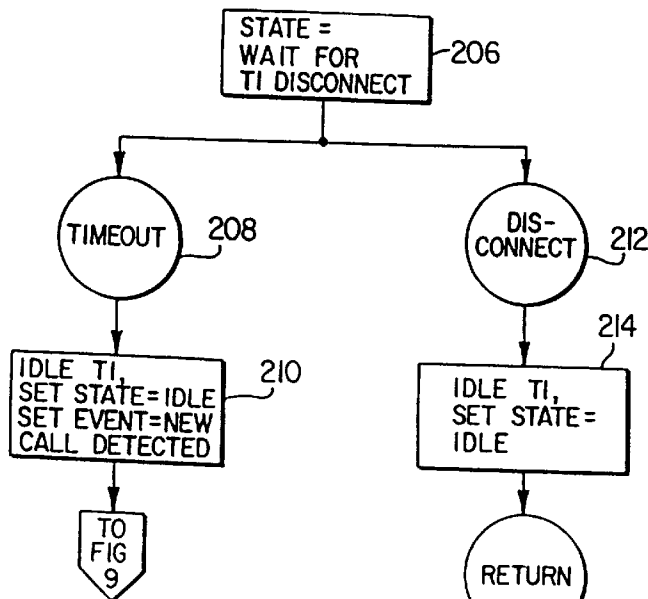 STATE =
WAIT FOR
TI DISCONNECT
206
TIMEOUT
208
DIS-
CONNECT
212
IDLE TI,
SET STATE=IDLE
SET EVENT=NEW
CALL DETECTED
210
214
IDLE TI,
SET STATE=
IDLE
TO
FIG
9
RETURN